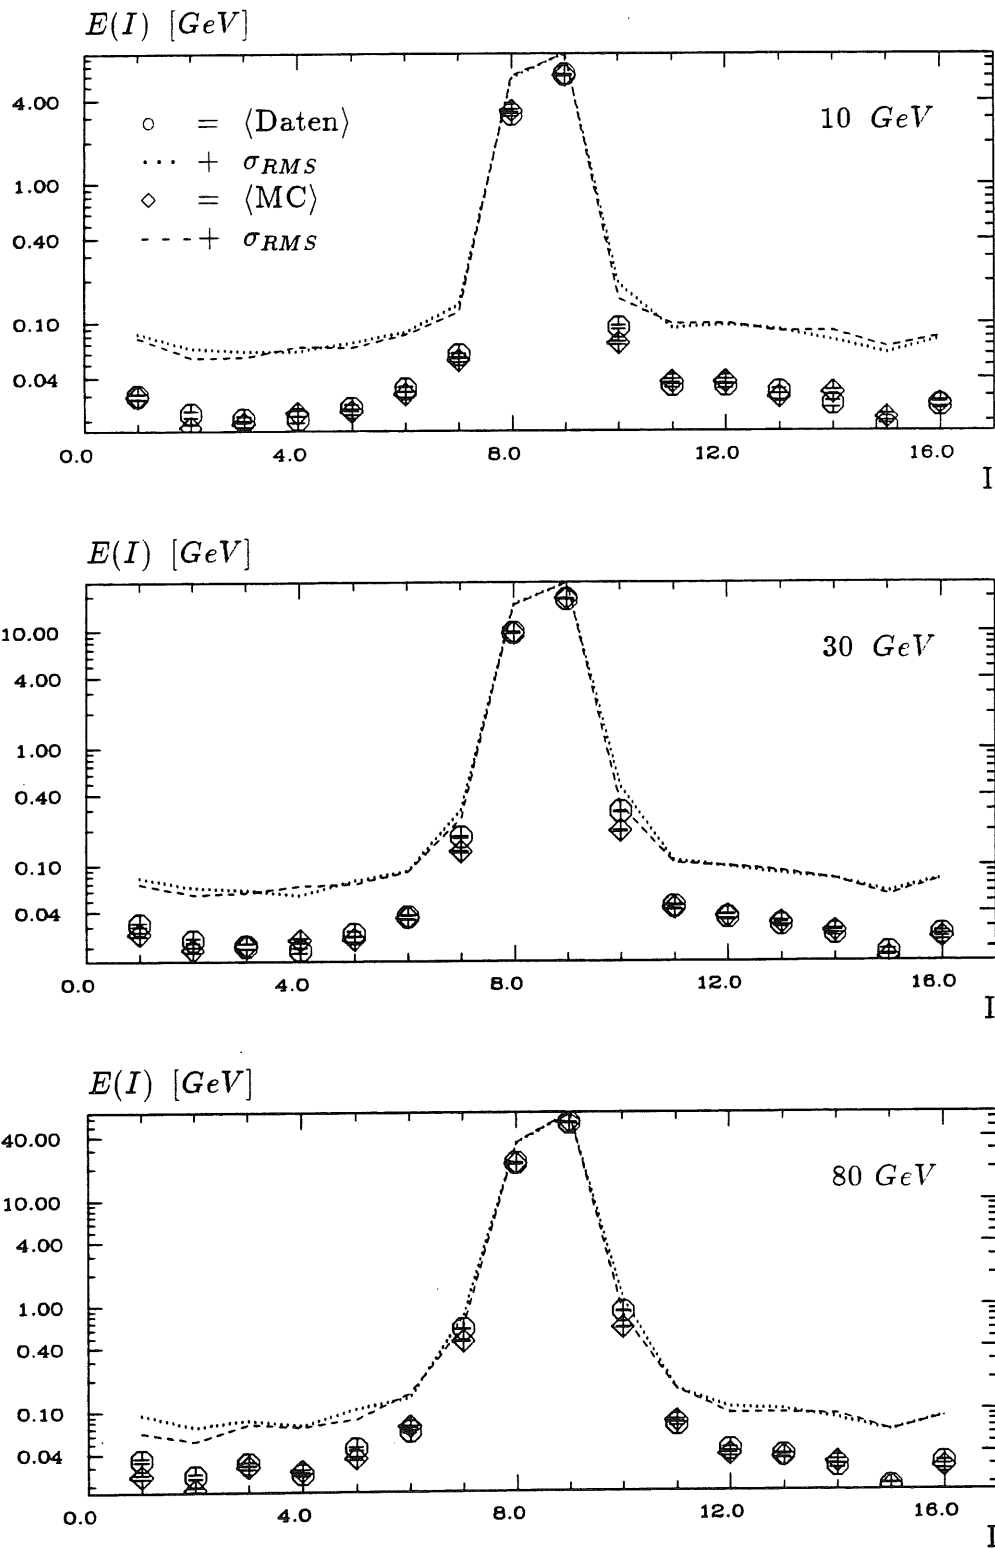 E(I) [GeV]
4.00
1.00
0.40
0.10
0.04
○ = ⟨Daten⟩
···· + σRMS
◇ = ⟨MC⟩
- - - + σRMS
10 GeV
0.0 4.0 8.0 12.0 16.0
I
E(I) [GeV]
10.00
4.00
1.00
0.40
0.10
0.04
30 GeV
0.0 4.0 8.0 12.0 16.0
I
E(I) [GeV]
40.00
10.00
4.00
1.00
0.40
0.10
0.04
80 GeV
0.0 4.0 8.0 12.0 16.0
I